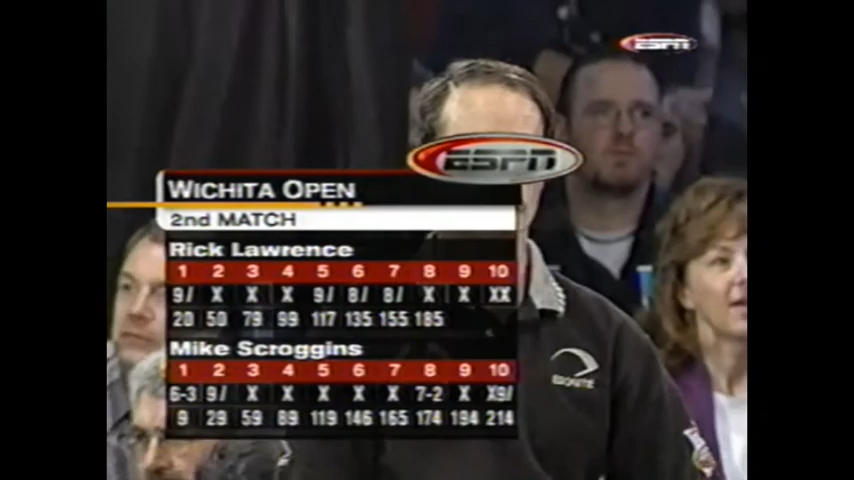 ESPN
ESPN
WICHITA OPEN
2nd MATCH
Rick Lawrence
1 2 3 4 5 6 7 8 9 10
9/ X X X 9/ 8/ 8/ X X XX
20 50 79 99 117 135 155 185
Mike Scroggins
1 2 3 4 5 6 7 8 9 10
6-3 9/ X X X X X 7-2 X X9/
9 29 59 89 119 146 165 174 194 214